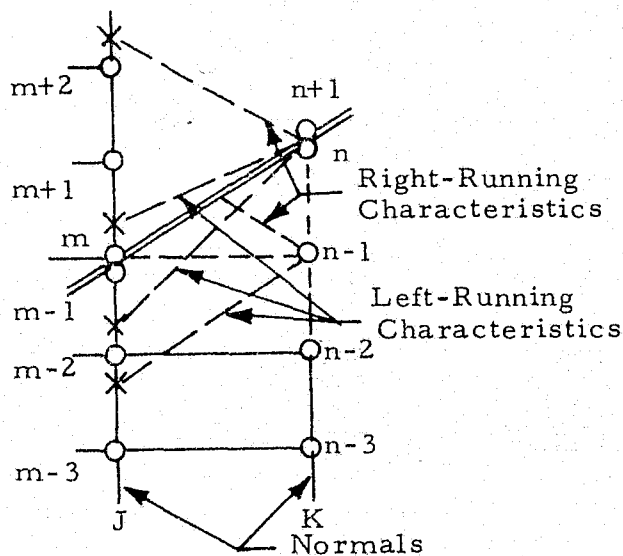 m+2
n+1
n
m+1
Right-Running
Characteristics
m
n-1
m-1
Left-Running
Characteristics
m-2
n-2
m-3
n-3
J
K
Normals